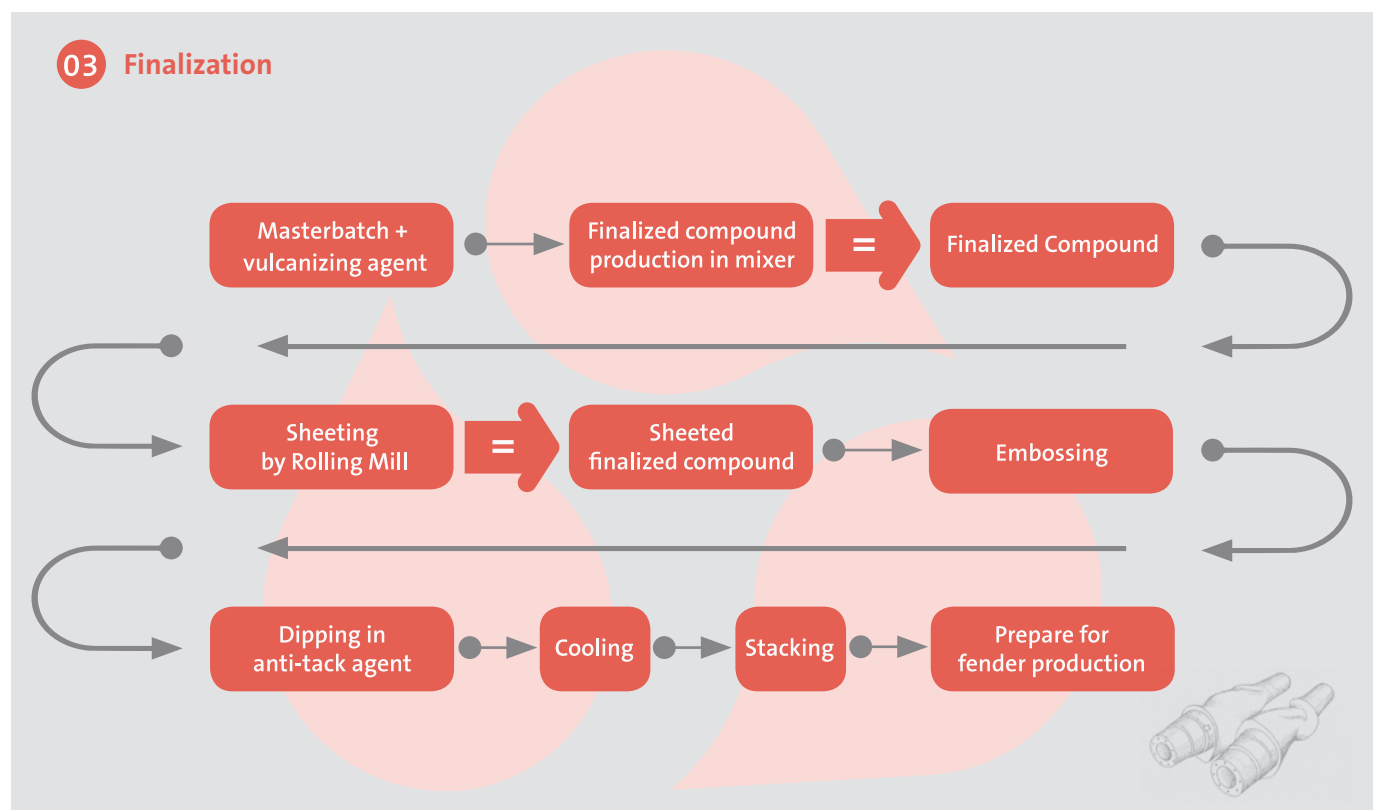 03 Finalization
Masterbatch +
vulcanizing agent
Finalized compound
production in mixer
=
Finalized Compound
Sheeting
by Rolling Mill
=
Sheeted
finalized compound
Embossing
Dipping in
anti-tack agent
Cooling
Stacking
Prepare for
fender production